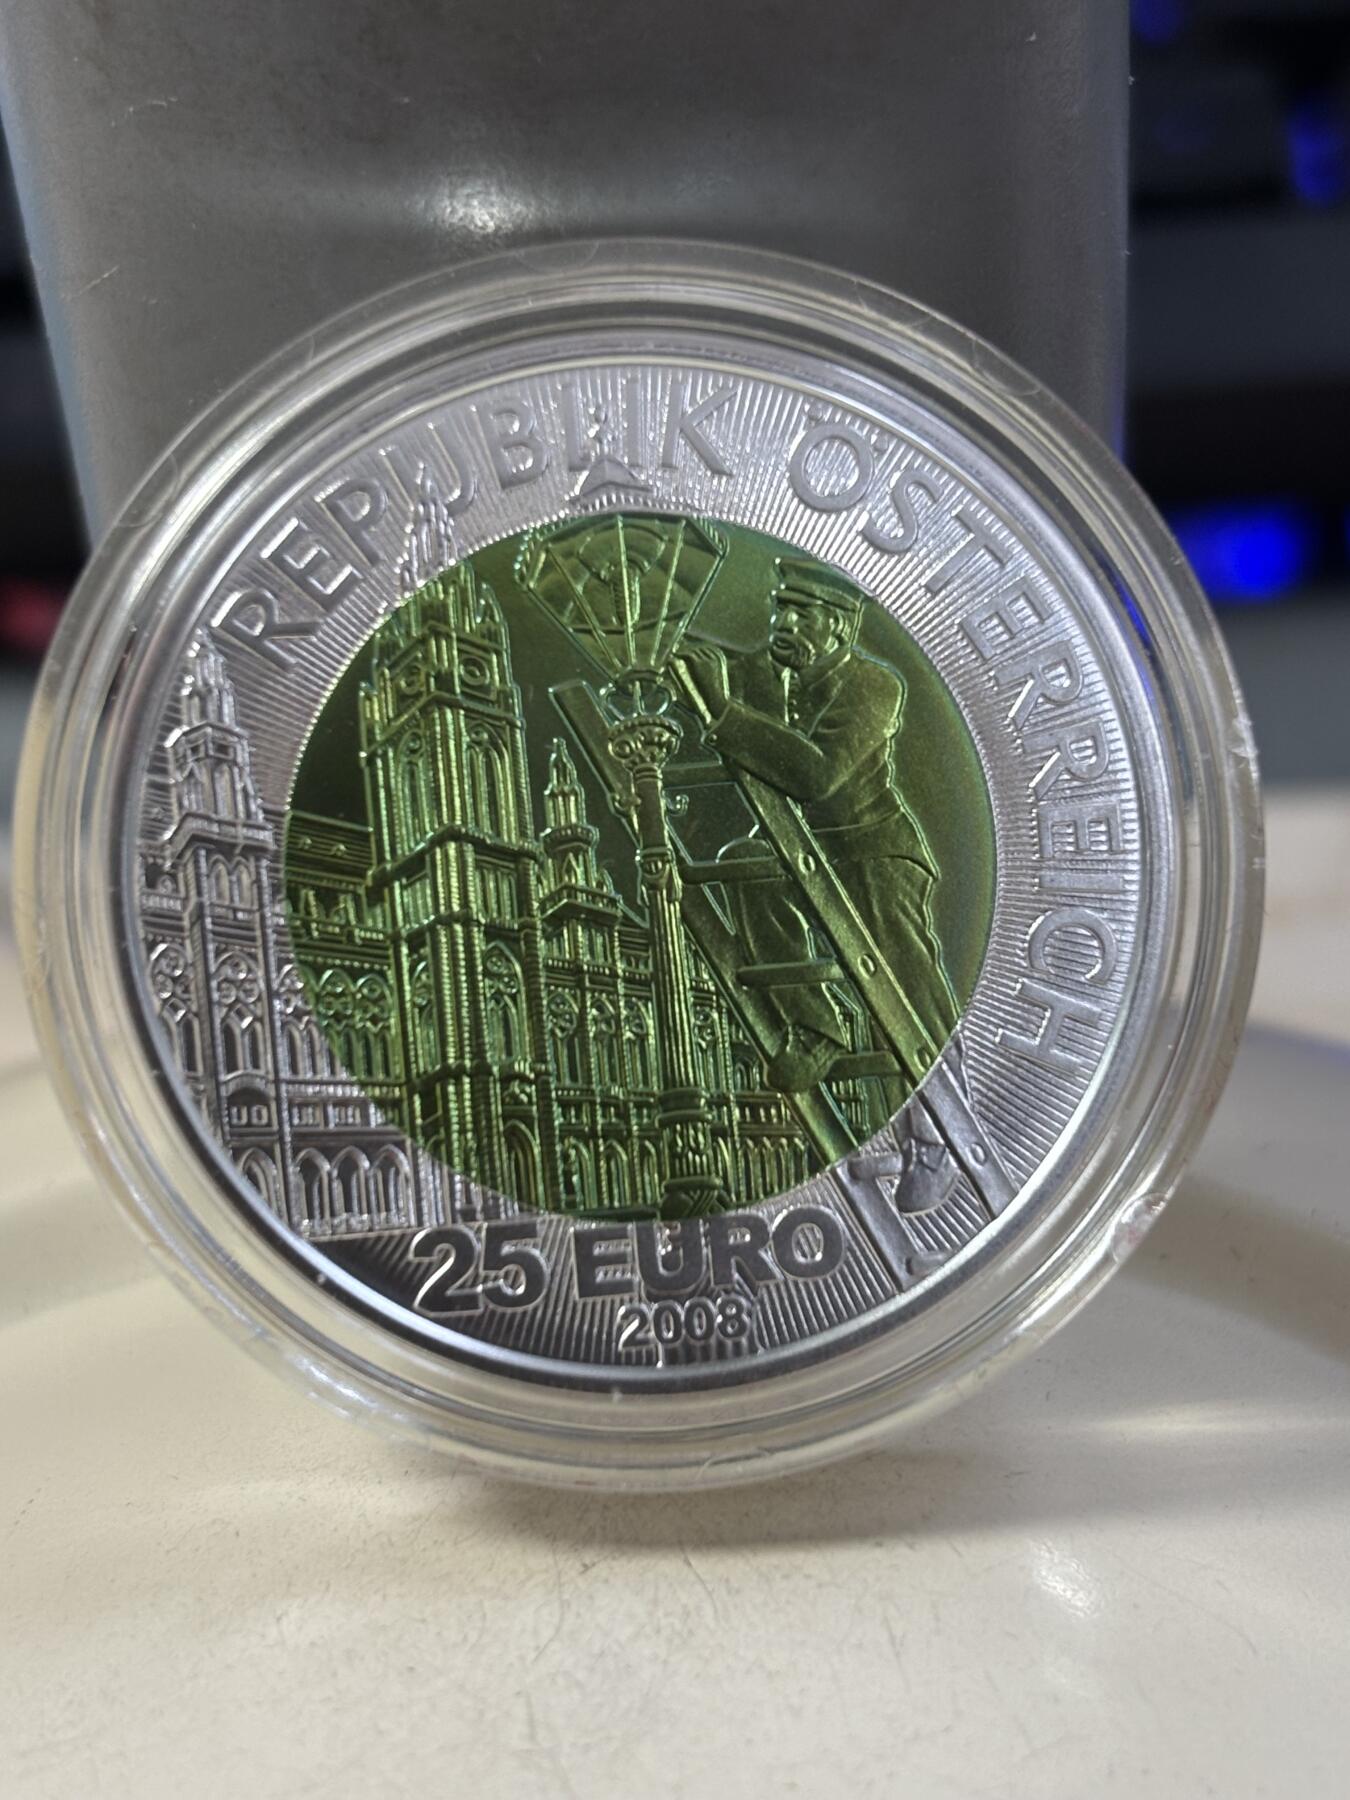 REPUBLIK ÖSTERREICH
25 EURO
2008